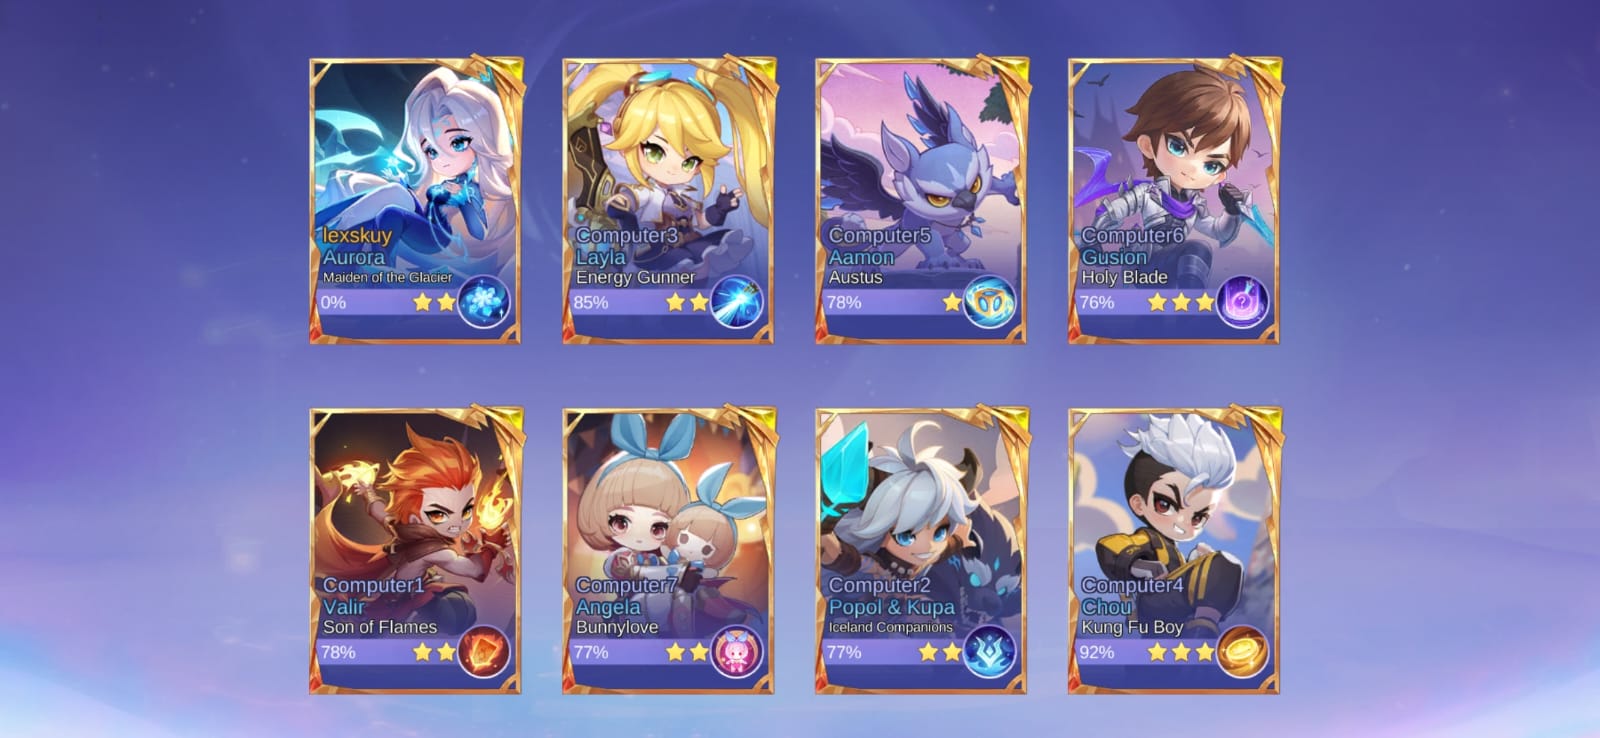 lexskuy
Aurora
Maiden of the Glacier
0%
Computer3
Layla
Energy Gunner
85%
Computer5
Aamon
Austus
78%
Computer6
Gusion
Holy Blade
76%
?
Computer1
Valir
Son of Flames
78%
Computer7
Angela
Bunnylove
77%
Computer2
Popol & Kupa
Iceland Companions
77%
Computer4
Chou
Kung Fu Boy
92%